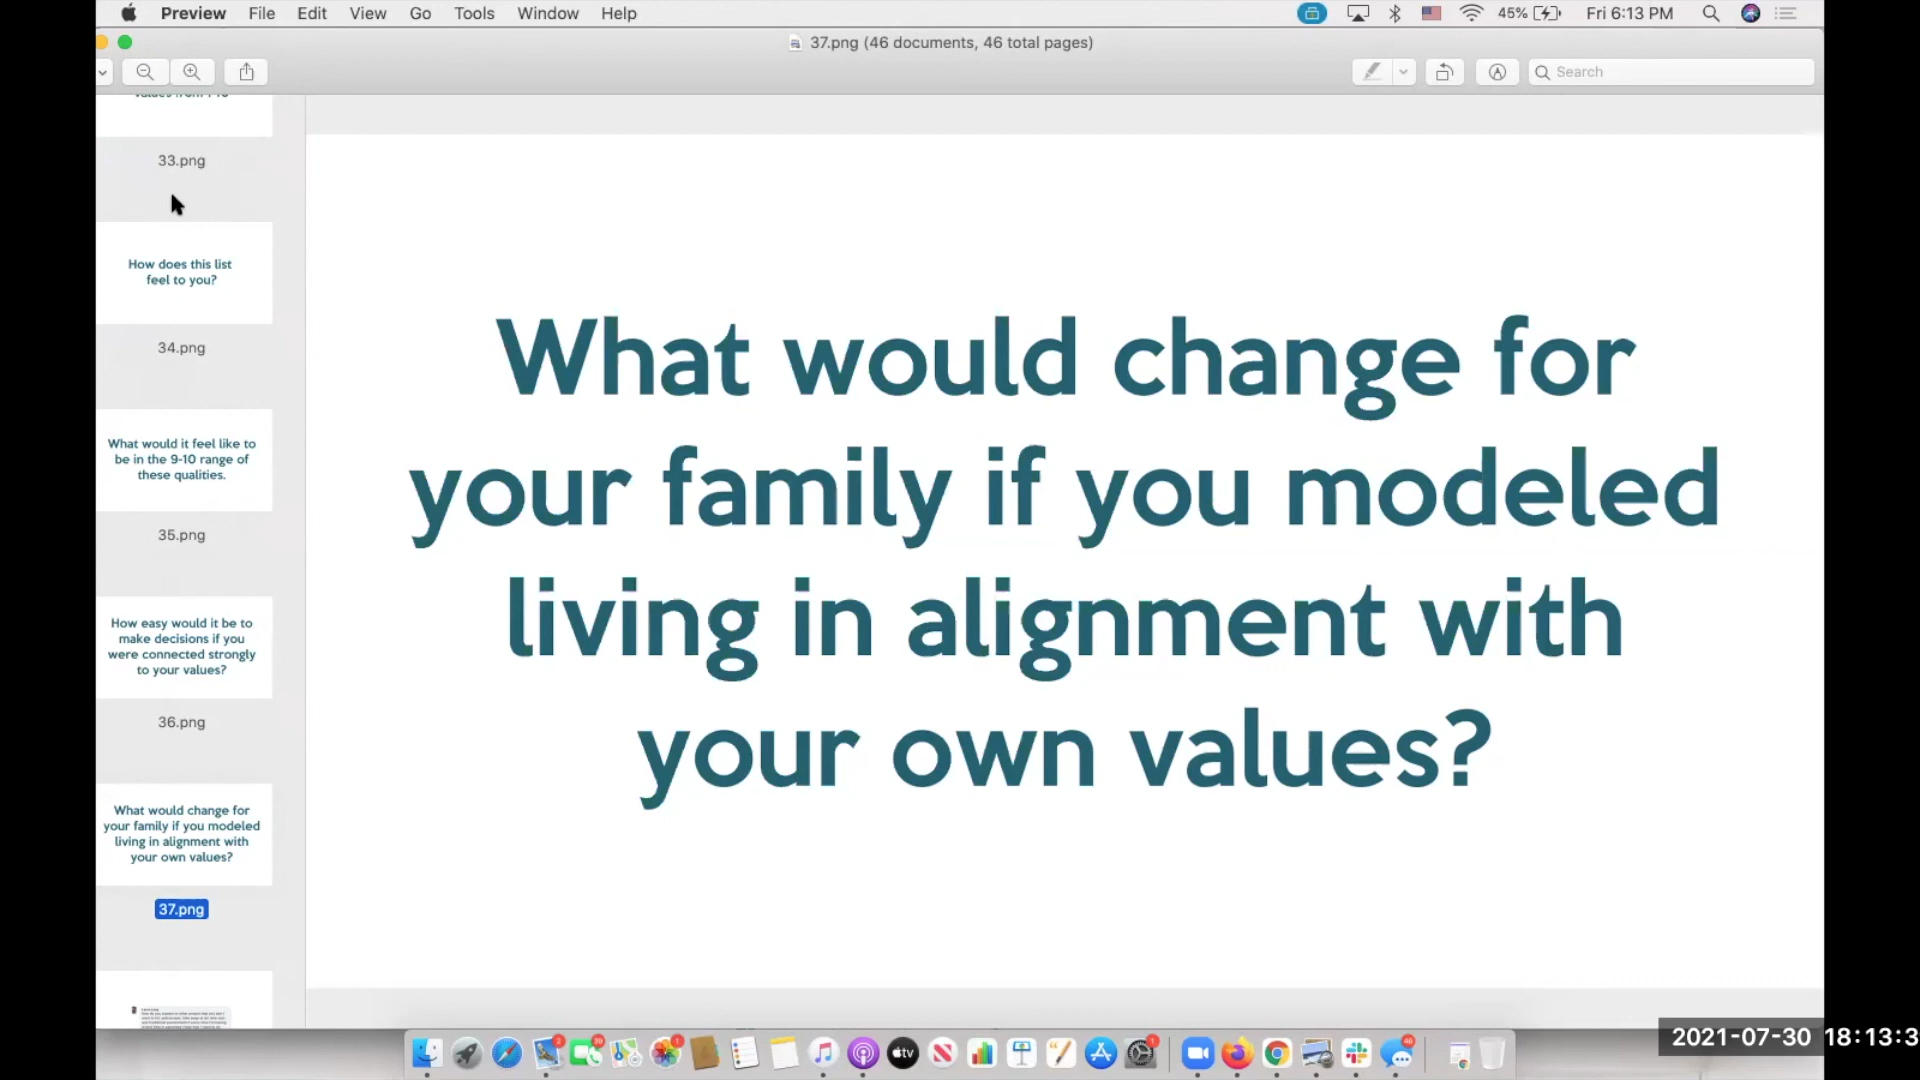 Preview File Edit View Go Tools Window Help 45% Fri 6:13 PM
37.png (46 documents, 46 total pages)
Search
33.png
How does this list
feel to you?
34.png
What would it feel like to
be in the 9-10 range of
these qualities.
35.png
How easy would it be to
make decisions if you
were connected strongly
to your values?
36.png
What would change for
your family if you modeled
living in alignment with
your own values?
37.png
What would change for
your family if you modeled
living in alignment with
your own values?
tv
2021-07-30 18:13:3